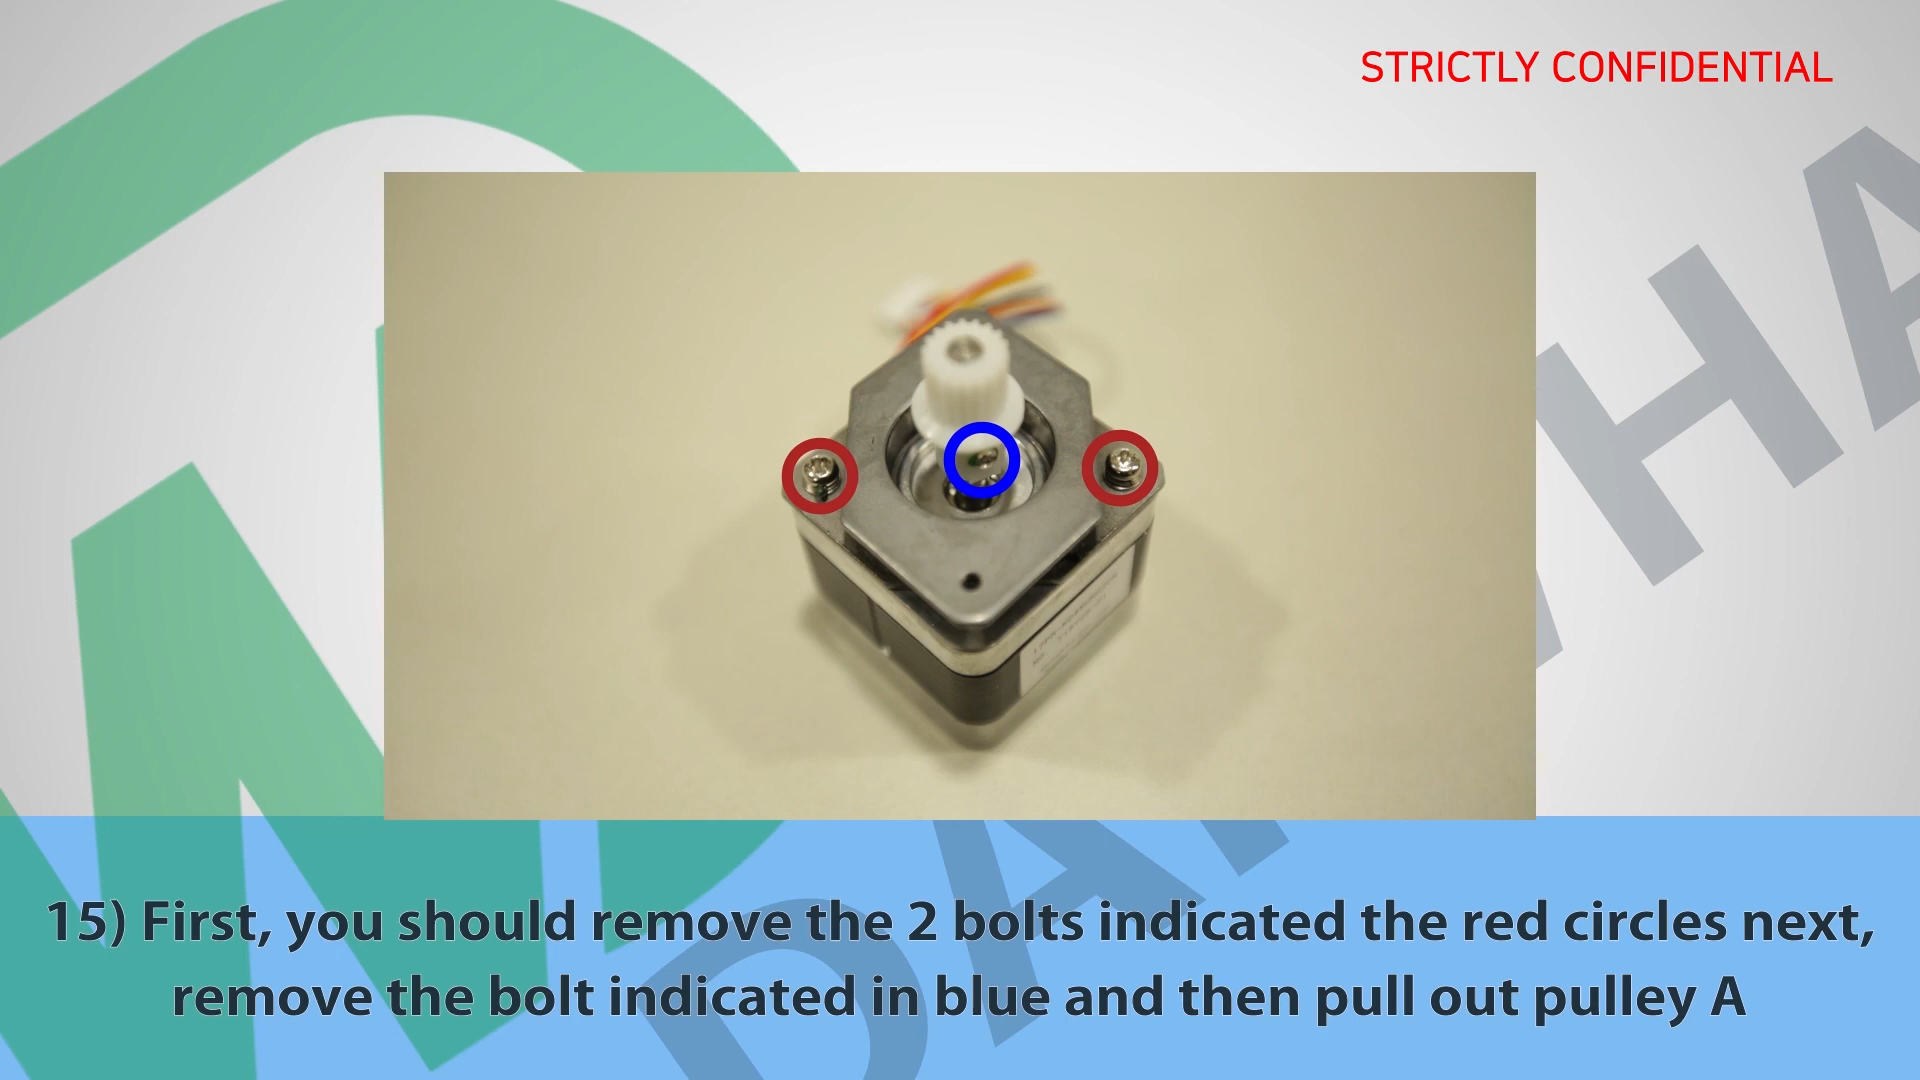 STRICTLY CONFIDENTIAL
15) First, you should remove the 2 bolts indicated the red circles next,
remove the bolt indicated in blue and then pull out pulley A